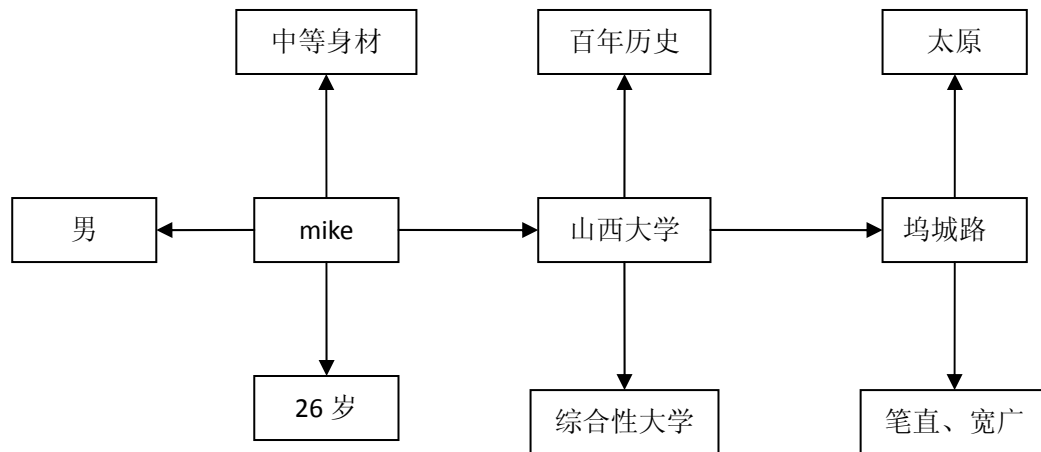 中等身材
百年历史
太原
男
mike
山西大学
坞城路
26 岁
综合性大学
笔直、宽广